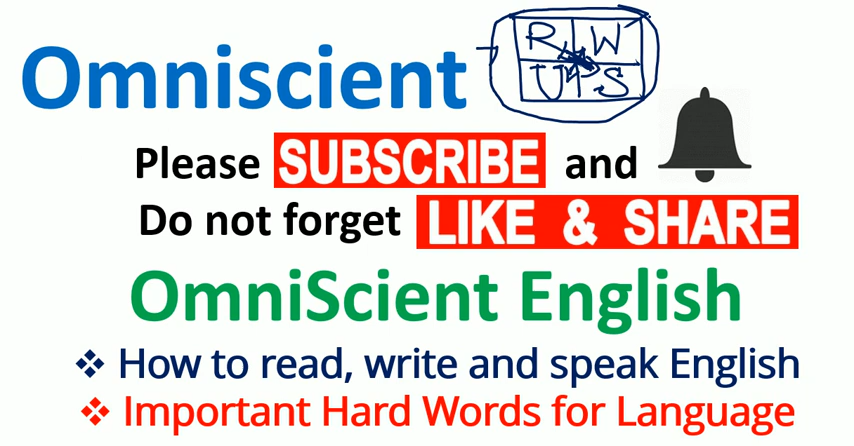 Omniscient
R W
U S
Please SUBSCRIBE and
Do not forget LIKE & SHARE
OmniScient English
❖ How to read, write and speak English
❖ Important Hard Words for Language